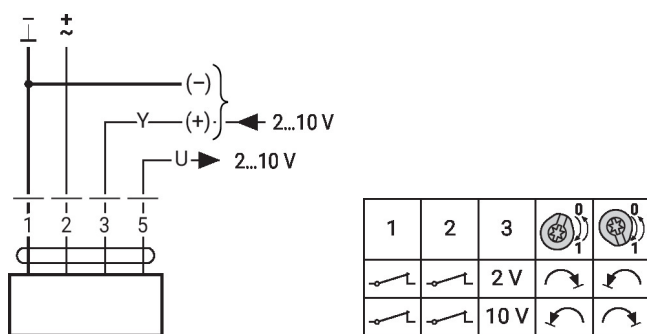 − +
~
(−)
Y (+) 2...10 V
U 2...10 V
1 2 3 5
1 2 3 0 1 0 1
2 V
10 V